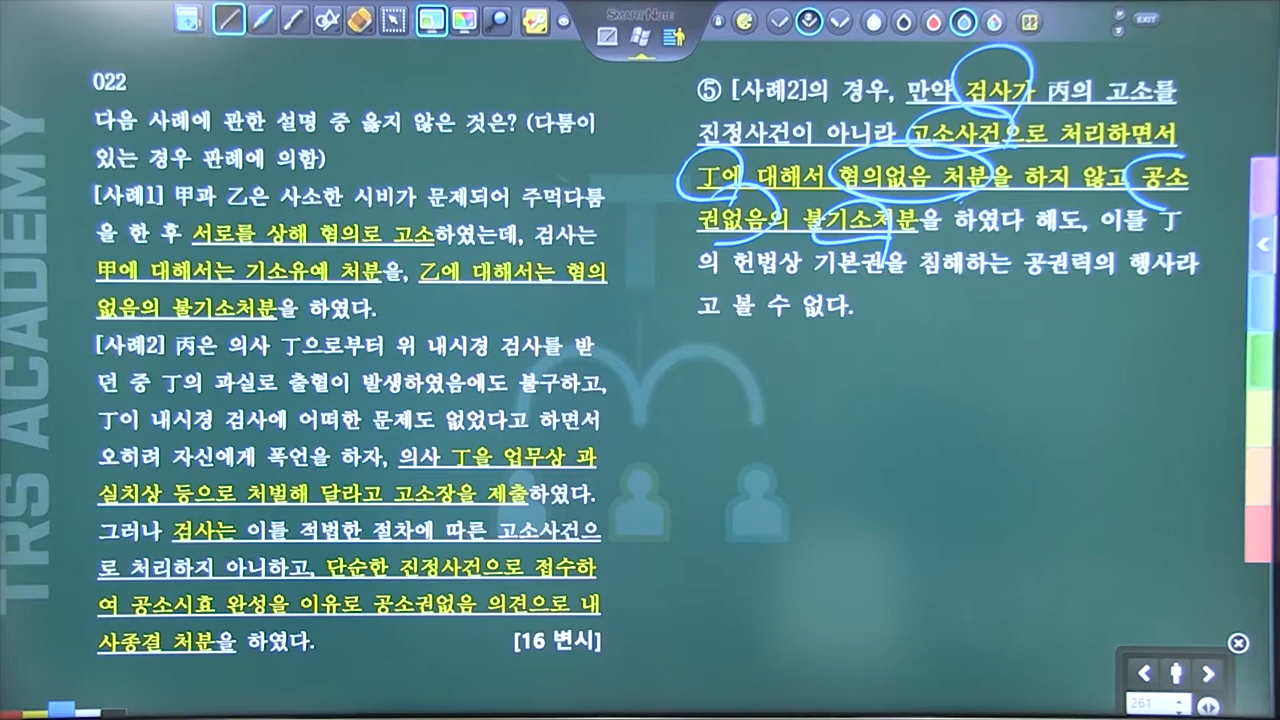 SMART NOTE
EXIT
TRS ACADEMY
022
다음 사례에 관한 설명 중 옳지 않은 것은? (다툼이
있는 경우 판례에 의함)
[사례1] 甲과 乙은 사소한 시비가 문제되어 주먹다툼
을 한 후 서로를 상해 혐의로 고소하였는데, 검사는
甲에 대해서는 기소유예 처분을, 乙에 대해서는 혐의
없음의 불기소처분을 하였다.
[사례2] 丙은 의사 丁으로부터 위 내시경 검사를 받
던 중 丁의 과실로 출혈이 발생하였음에도 불구하고,
丁이 내시경 검사에 어떠한 문제도 없었다고 하면서
오히려 자신에게 폭언을 하자, 의사 丁을 업무상 과
실치상 등으로 처벌해 달라고 고소장을 제출하였다.
그러나 검사는 이를 적법한 절차에 따른 고소사건으
로 처리하지 아니하고, 단순한 진정사건으로 접수하
여 공소시효 완성을 이유로 공소권없음 의견으로 내
사종결 처분을 하였다. [16 변시]
⑤ [사례2]의 경우, 만약 검사가 丙의 고소를
진정사건이 아니라 고소사건으로 처리하면서
丁에 대해서 혐의없음 처분을 하지 않고 공소
권없음의 불기소처분을 하였다 해도, 이를 丁
의 헌법상 기본권을 침해하는 공권력의 행사라
고 볼 수 없다.
261